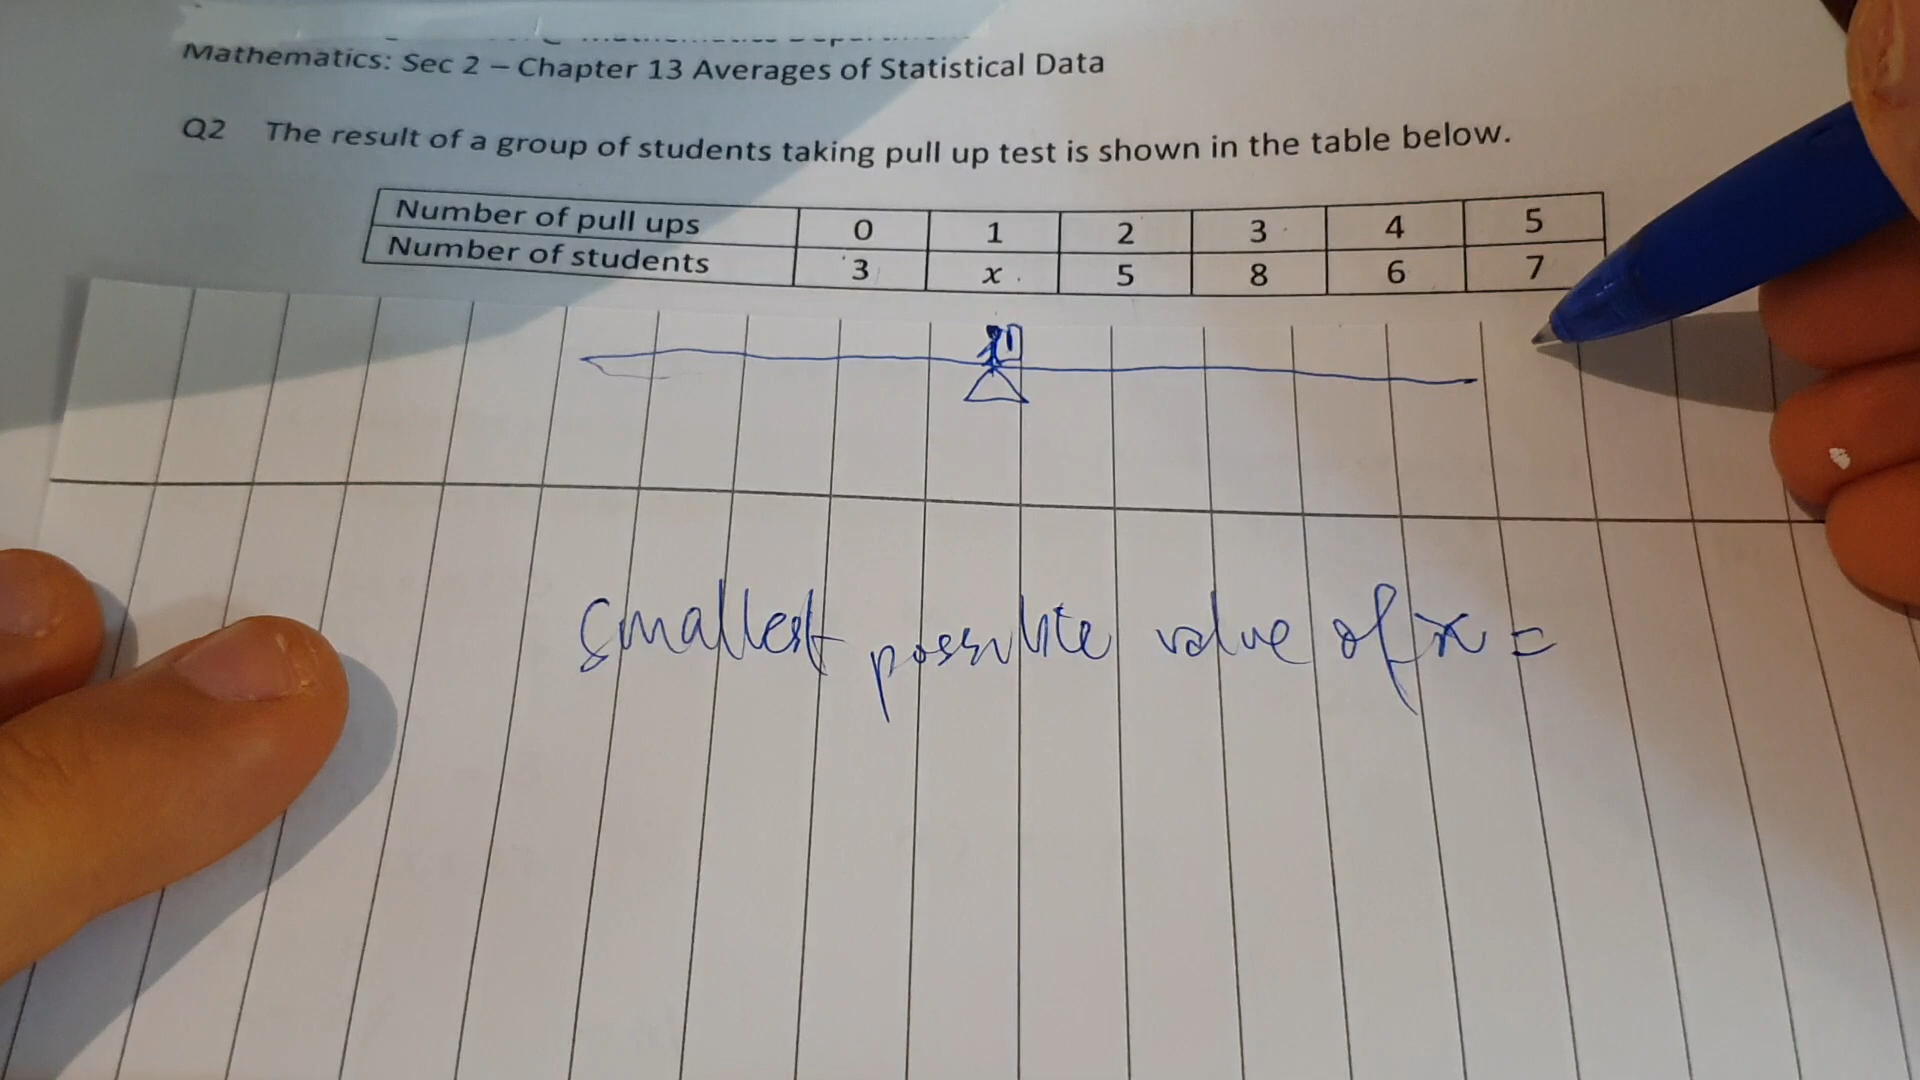 Mathematics: Sec 2 – Chapter 13 Averages of Statistical Data
Q2 The result of a group of students taking pull up test is shown in the table below.
Number of pull ups 0 1 2 3 4 5
Number of students 3 x 5 8 6 7
smallest possible value of x =